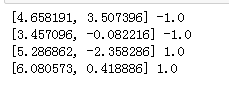 [4.658191, 3.507396] -1.0
[3.457096, -0.082216] -1.0
[5.286862, -2.358286] 1.0
[6.080573, 0.418886] 1.0